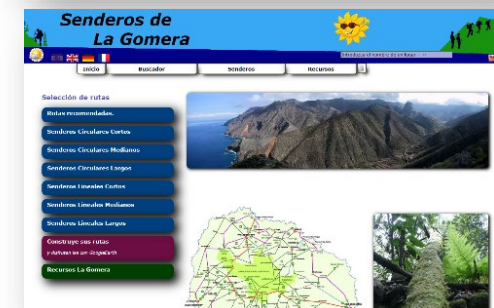 Senderos de
La Gomera
Inicio
Buscador
Senderos
Recursos
Selección de rutas
Rutas recomendadas.
Senderos Circulares Cortos
Senderos Circulares Medianos
Senderos Circulares Largos
Senderos Lineales Cortos
Senderos Lineales Medianos
Senderos Lineales Largos
Construye sus rutas
Recursos La Gomera